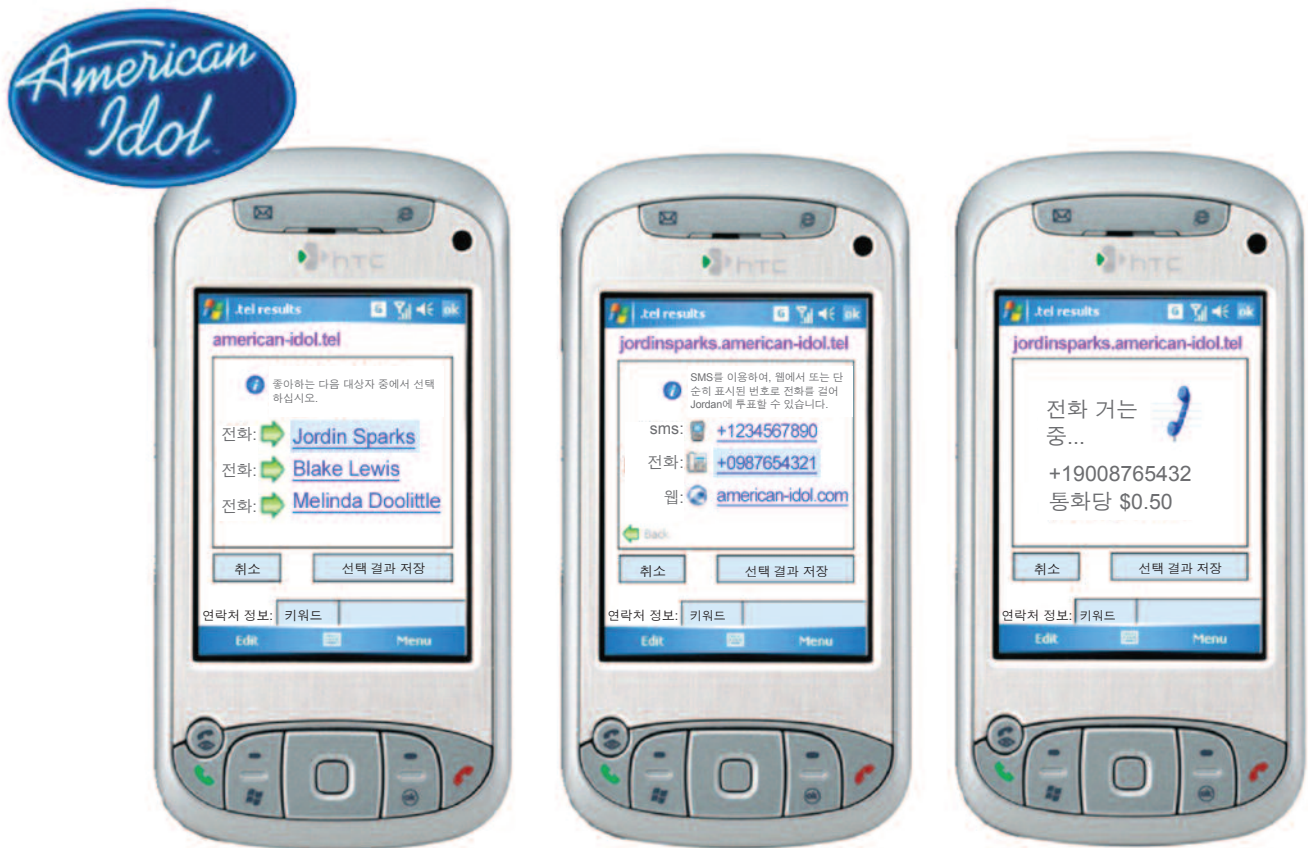 American
Idol
htc
.tel results G ok
american-idol.tel
좋아하는 다음 대상자 중에서 선택
하십시오.
전화: Jordin Sparks
전화: Blake Lewis
전화: Melinda Doolittle
취소 선택 결과 저장
연락처 정보: 키워드
Edit Menu
ok
htc
.tel results G ok
jordinsparks.american-idol.tel
SMS를 이용하여, 웹에서 또는 단
순히 표시된 번호로 전화를 걸어
Jordan에 투표할 수 있습니다.
sms: +1234567890
전화: +0987654321
웹: american-idol.com
Back
취소 선택 결과 저장
연락처 정보: 키워드
Edit Menu
ok
htc
.tel results G ok
jordinsparks.american-idol.tel
전화 거는
중...
+19008765432
통화당 $0.50
취소 선택 결과 저장
연락처 정보: 키워드
Edit Menu
ok